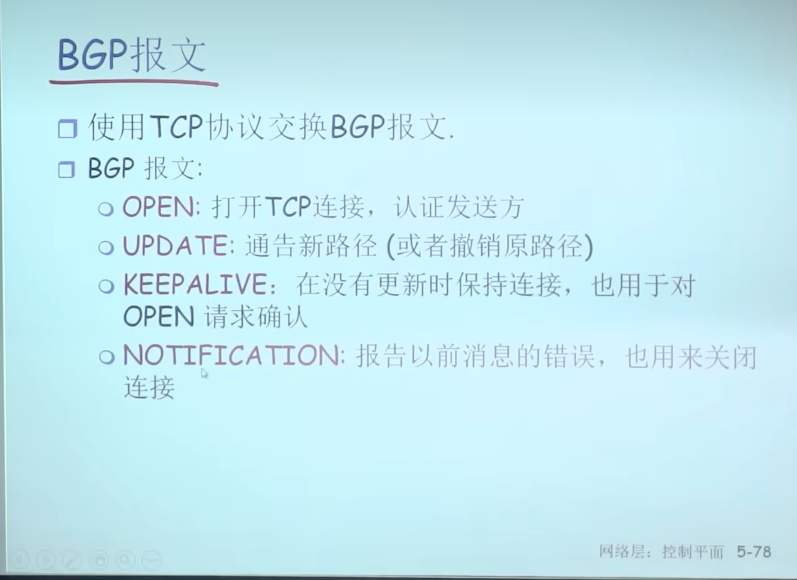 BGP报文
使用TCP协议交换BGP报文.
BGP 报文:
OPEN: 打开TCP连接，认证发送方
UPDATE: 通告新路径 (或者撤销原路径)
KEEPALIVE：在没有更新时保持连接，也用于对
OPEN 请求确认
NOTIFICATION: 报告以前消息的错误，也用来关闭
连接
网络层：控制平面 5-78